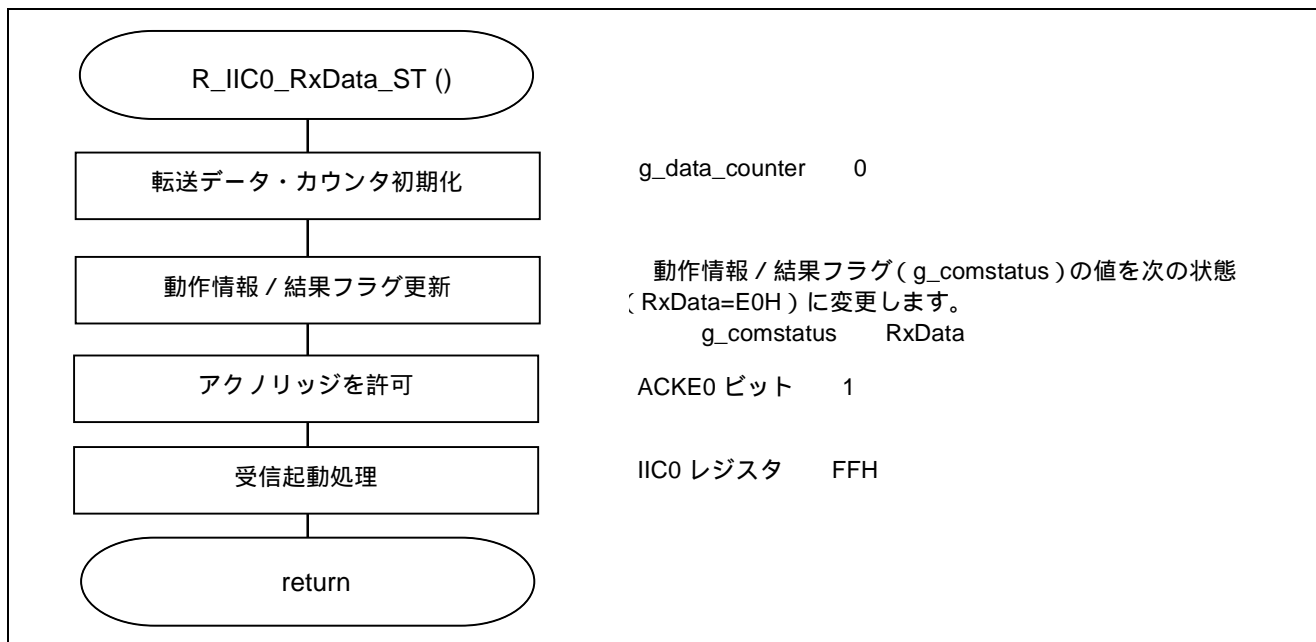 R_IIC0_RxData_ST ()
転送データ・カウンタ初期化
g_data_counter 0
動作情報 / 結果フラグ更新
動作情報 / 結果フラグ ( g_comstatus ) の値を次の状態
( RxData=E0H ) に変更します。
g_comstatus RxData
アクノリッジを許可
ACKE0 ビット 1
受信起動処理
IIC0 レジスタ FFH
return